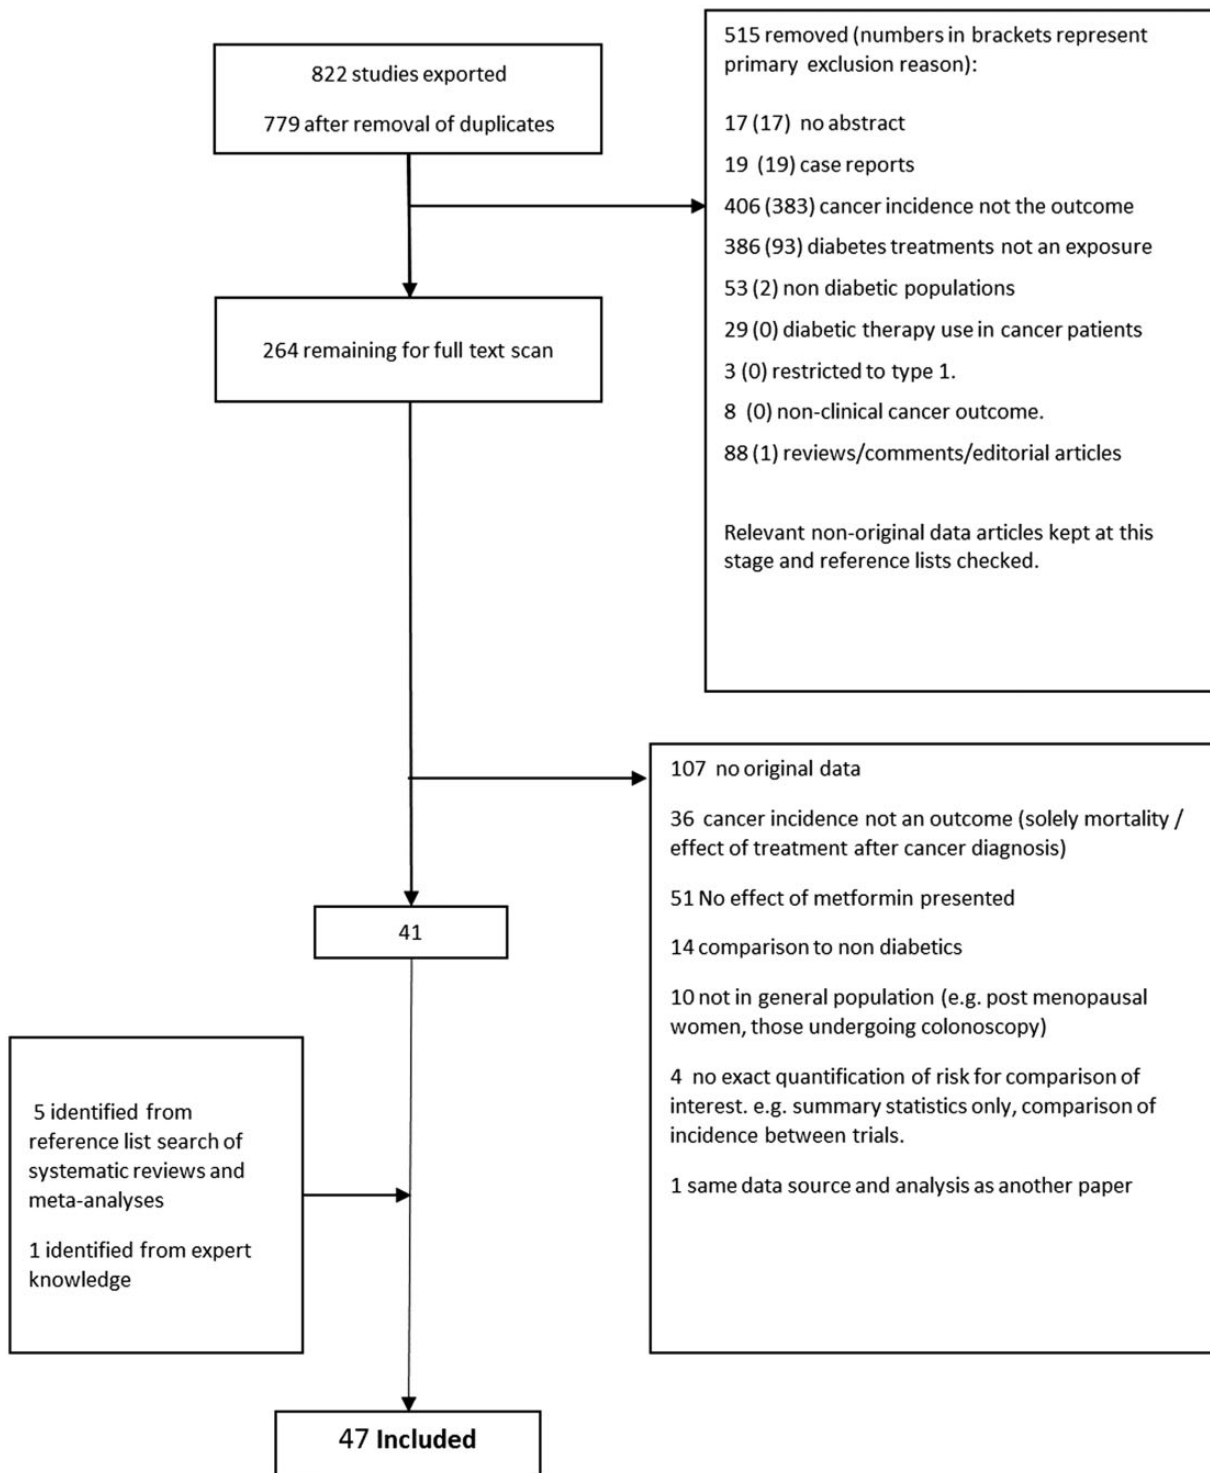 822 studies exported
779 after removal of duplicates
515 removed (numbers in brackets represent
primary exclusion reason):
17 (17) no abstract
19 (19) case reports
406 (383) cancer incidence not the outcome
386 (93) diabetes treatments not an exposure
53 (2) non diabetic populations
29 (0) diabetic therapy use in cancer patients
3 (0) restricted to type 1.
8 (0) non-clinical cancer outcome.
88 (1) reviews/comments/editorial articles
Relevant non-original data articles kept at this
stage and reference lists checked.
264 remaining for full text scan
107 no original data
36 cancer incidence not an outcome (solely mortality /
effect of treatment after cancer diagnosis)
51 No effect of metformin presented
14 comparison to non diabetics
10 not in general population (e.g. post menopausal
women, those undergoing colonoscopy)
4 no exact quantification of risk for comparison of
interest. e.g. summary statistics only, comparison of
incidence between trials.
1 same data source and analysis as another paper
41
5 identified from
reference list search of
systematic reviews and
meta-analyses
1 identified from expert
knowledge
47 Included